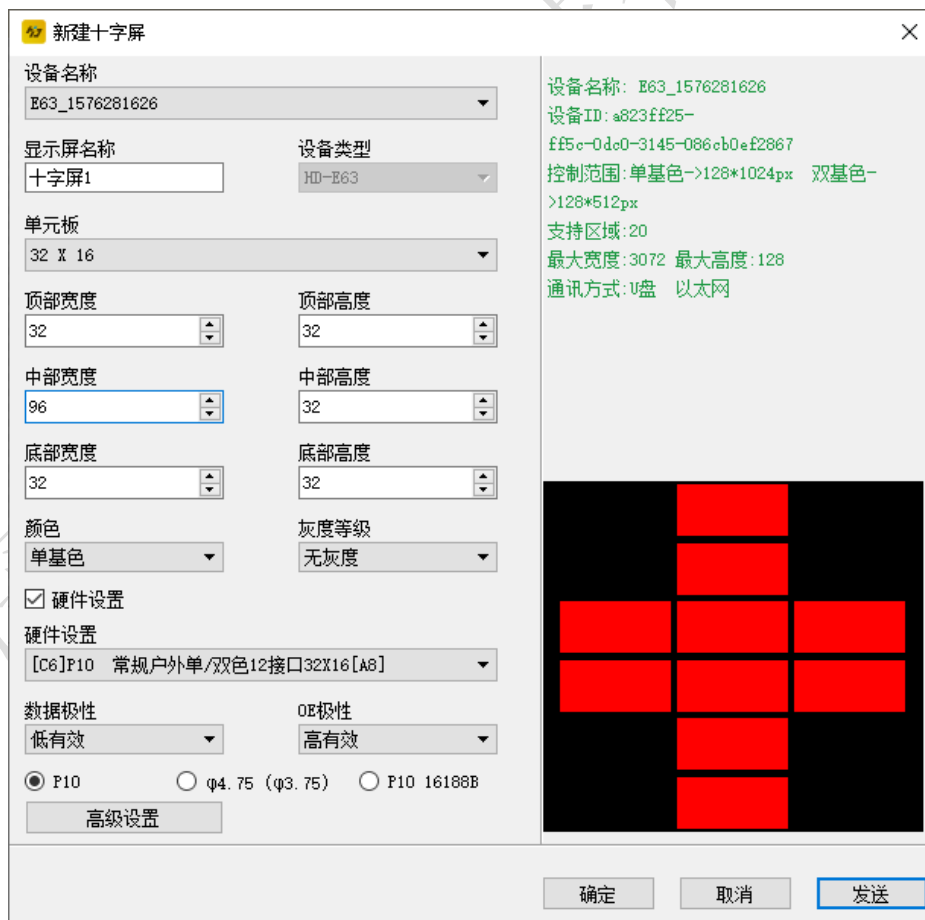 新建十字屏
设备名称
E63_1576281626
显示屏名称 设备类型
十字屏1 HD-E63
单元板
32 X 16
顶部宽度 顶部高度
32 32
中部宽度 中部高度
96 32
底部宽度 底部高度
32 32
颜色 灰度等级
单基色 无灰度
硬件设置
硬件设置
[C6]P10 常规户外单/双色12接口32X16[A8]
数据极性 OE极性
低有效 高有效
P10 φ4.75 (φ3.75) P10 16188B
高级设置
设备名称: E63_1576281626
设备ID:a823ff25-
ff5c-0dc0-3145-086cb0ef2867
控制范围:单基色->128*1024px 双基色-
>128*512px
支持区域:20
最大宽度:3072 最大高度:128
通讯方式:U盘 以太网
确定 取消 发送